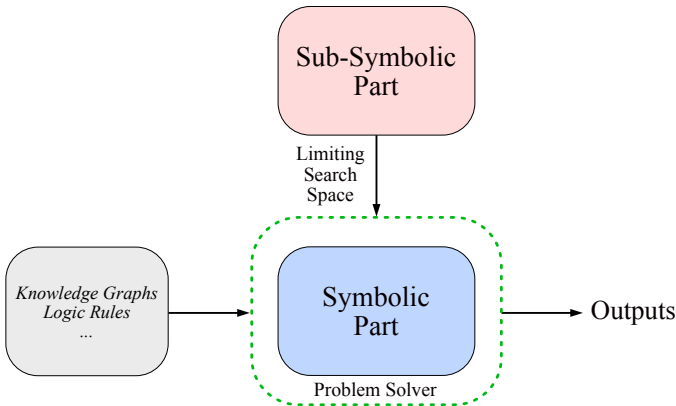 Sub-Symbolic
Part
Limiting
Search
Space
Knowledge Graphs
Logic Rules
...
Symbolic
Part
Problem Solver
Outputs